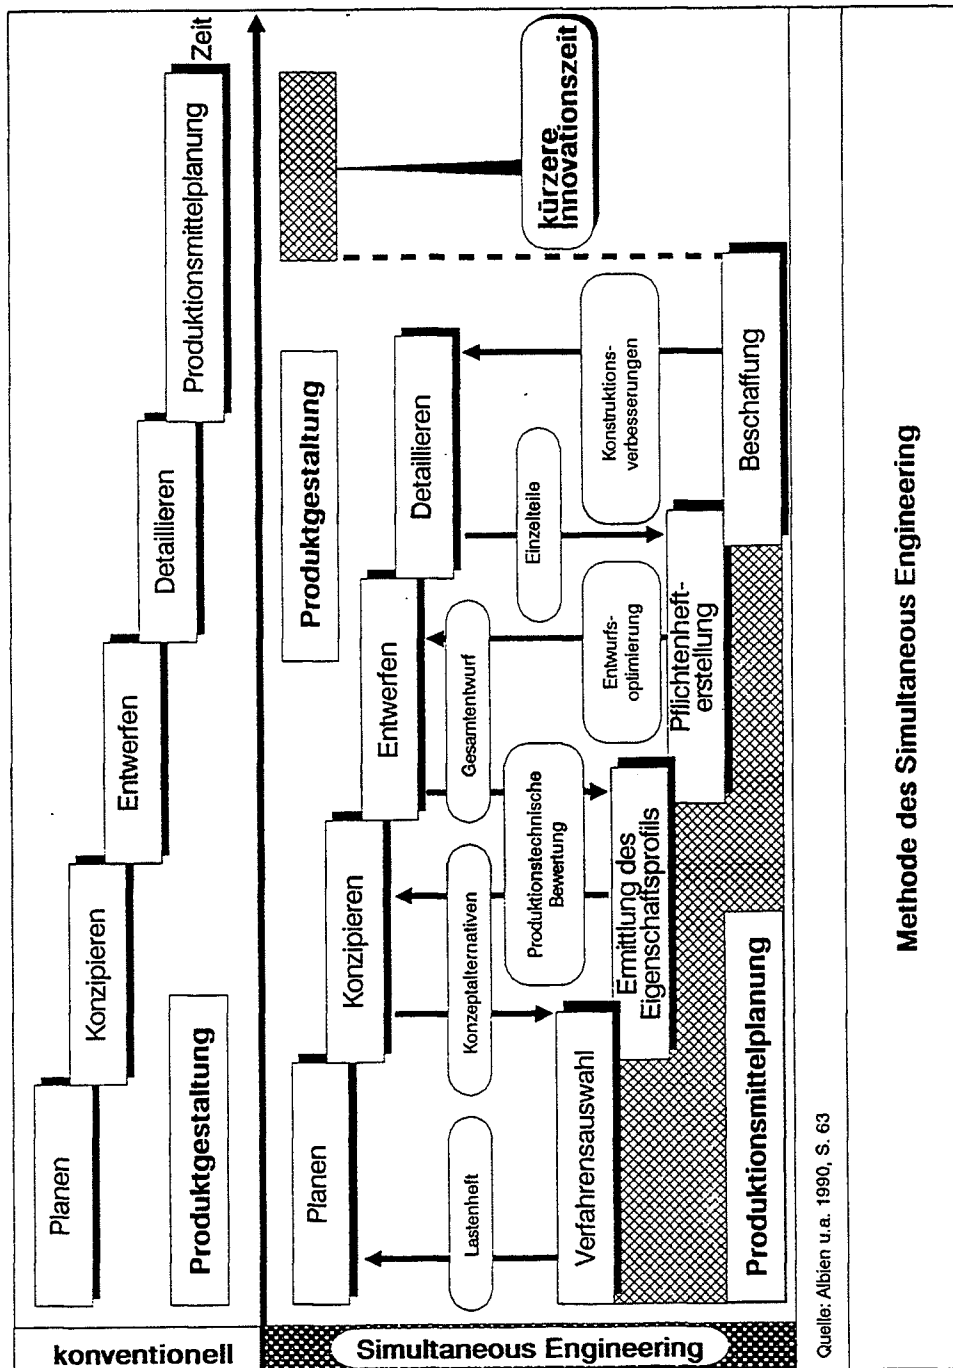 konventionell
Planen
Konzipieren
Entwerfen
Detaillieren
Produktionsmittelplanung
Zeit
Produktgestaltung
Simultaneous Engineering
Planen
Konzipieren
Entwerfen
Detaillieren
Produktgestaltung
Lastenheft
Konzeptalternativen
Gesamtentwurf
Einzelteile
Produktionstechnische
Bewertung
Entwurfs-
optimierung
Konstruktions-
verbesserungen
kürzere
Innovationszeit
Verfahrensauswahl
Ermittlung des
Eigenschaftsprofils
Pflichtenheft-
erstellung
Beschaffung
Produktionsmittelplanung
Quelle: Albien u.a. 1990, S. 63
Methode des Simultaneous Engineering